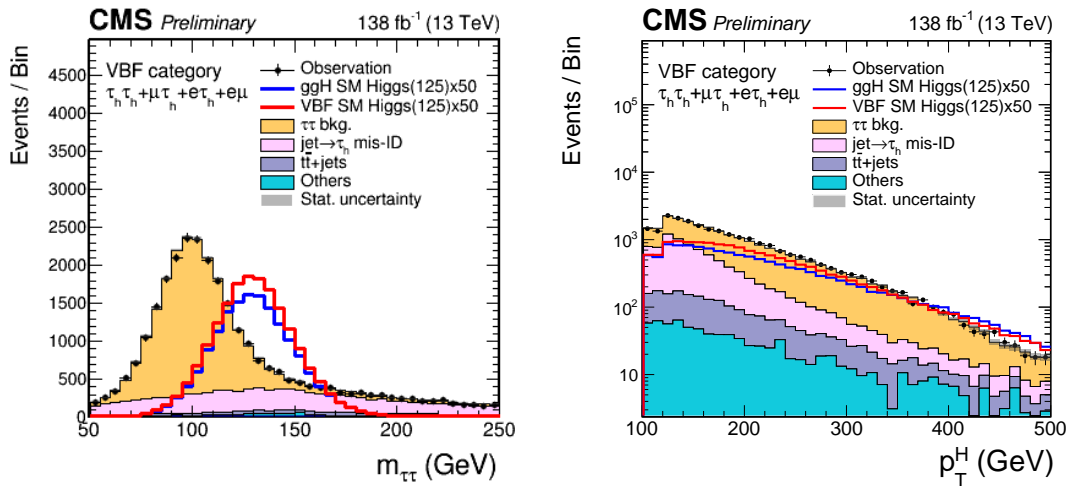 CMS Preliminary 138 fb⁻¹ (13 TeV)
Events / Bin
4500
4000
3500
3000
2500
2000
1500
1000
500
0
VBF category
τₕτₕ+μτₕ+eτₕ+eμ
Observation
ggH SM Higgs(125)x50
VBF SM Higgs(125)x50
ττ bkg.
jet→τₕ mis-ID
tt̄+jets
Others
Stat. uncertainty
50 100 150 200 250
m_ττ (GeV)
CMS Preliminary 138 fb⁻¹ (13 TeV)
Events / Bin
10⁵
10⁴
10³
10²
10
VBF category
τₕτₕ+μτₕ+eτₕ+eμ
Observation
ggH SM Higgs(125)x50
VBF SM Higgs(125)x50
ττ bkg.
jet→τₕ mis-ID
tt̄+jets
Others
Stat. uncertainty
100 200 300 400 500
p_T^H (GeV)